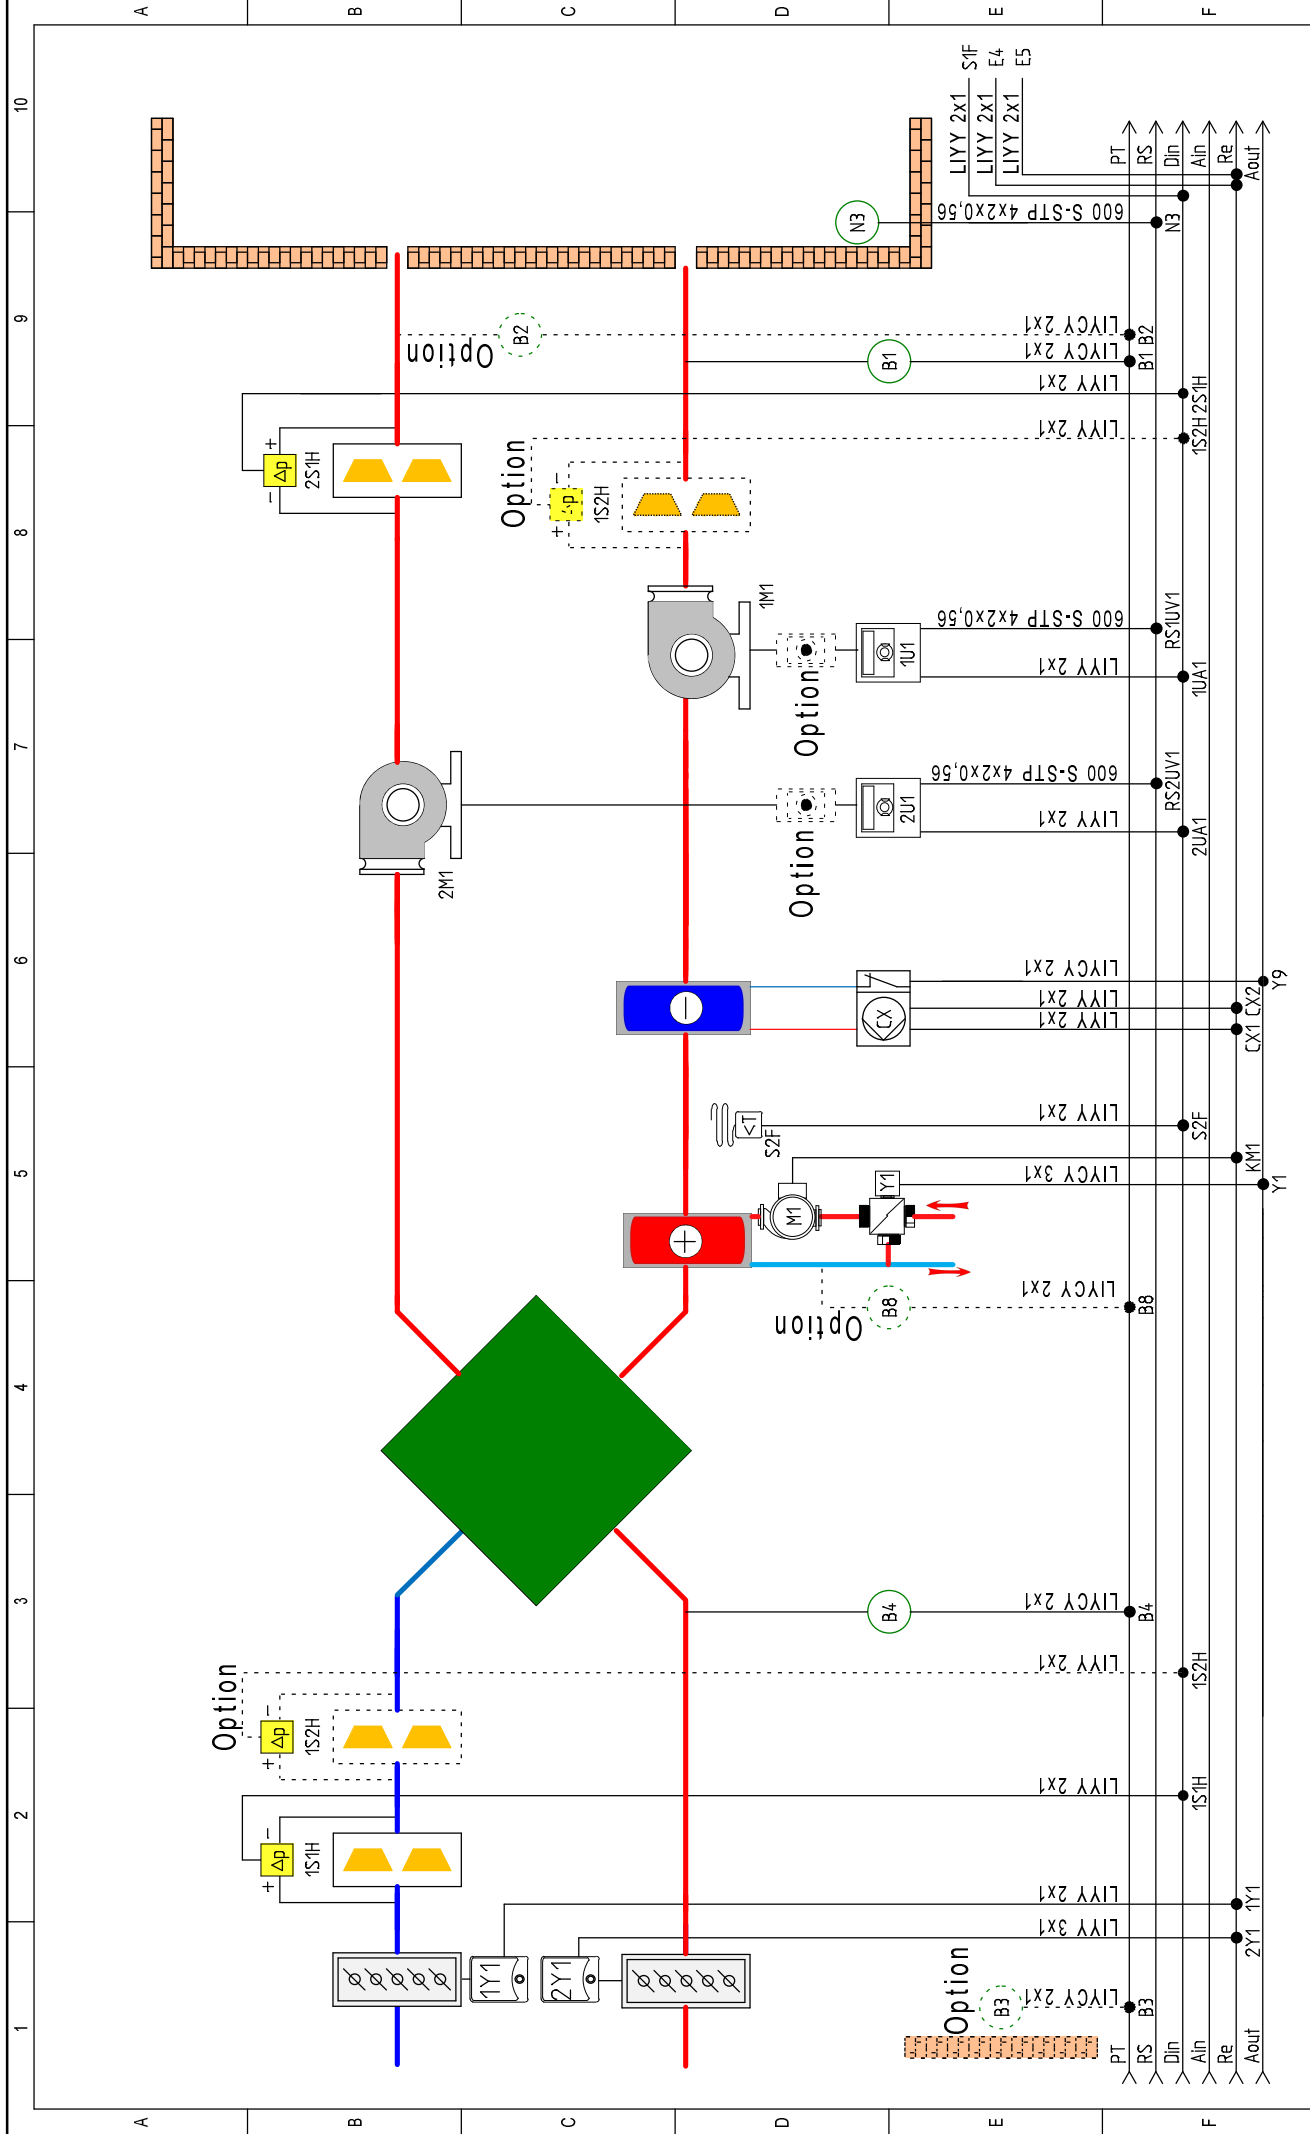 A
B
C
D
E
F
10
9
8
7
6
5
4
3
2
1
S1F
E4
E5
LIYY 2x1
LIYY 2x1
LIYY 2x1
PT
RS
Din
Ain
Re
Aout
N3
600 S-STP 4x2x0,56
N3
Option
B2
LIYCY 2x1
B2
B1
LIYCY 2x1
B1
LIYY 2x1
2S1H
- Δp +
2S1H
LIYY 2x1
1S2H
Option
+ -
p
1S2H
1M1
Option
1U1
600 S-STP 4x2x0,56
RS1UV1
LIYY 2x1
1UA1
2M1
Option
2U1
600 S-STP 4x2x0,56
RS2UV1
LIYY 2x1
2UA1
CX
LIYCY 2x1
LIYY 2x1
LIYY 2x1
Y9
CX2
CX1
<T
S2F
LIYY 2x1
S2F
M1
KM1
Y1
LIYCY 3x1
Y1
Option
B8
LIYCY 2x1
B8
B4
LIYCY 2x1
B4
Option
+ Δp -
1S2H
LIYY 2x1
1S2H
+ Δp -
1S1H
LIYY 2x1
1S1H
1Y1
LIYY 2x1
1Y1
2Y1
LIYY 3x1
2Y1
Option
B3
LIYCY 2x1
B3
PT
RS
Din
Ain
Re
Aout
A
B
C
D
E
F